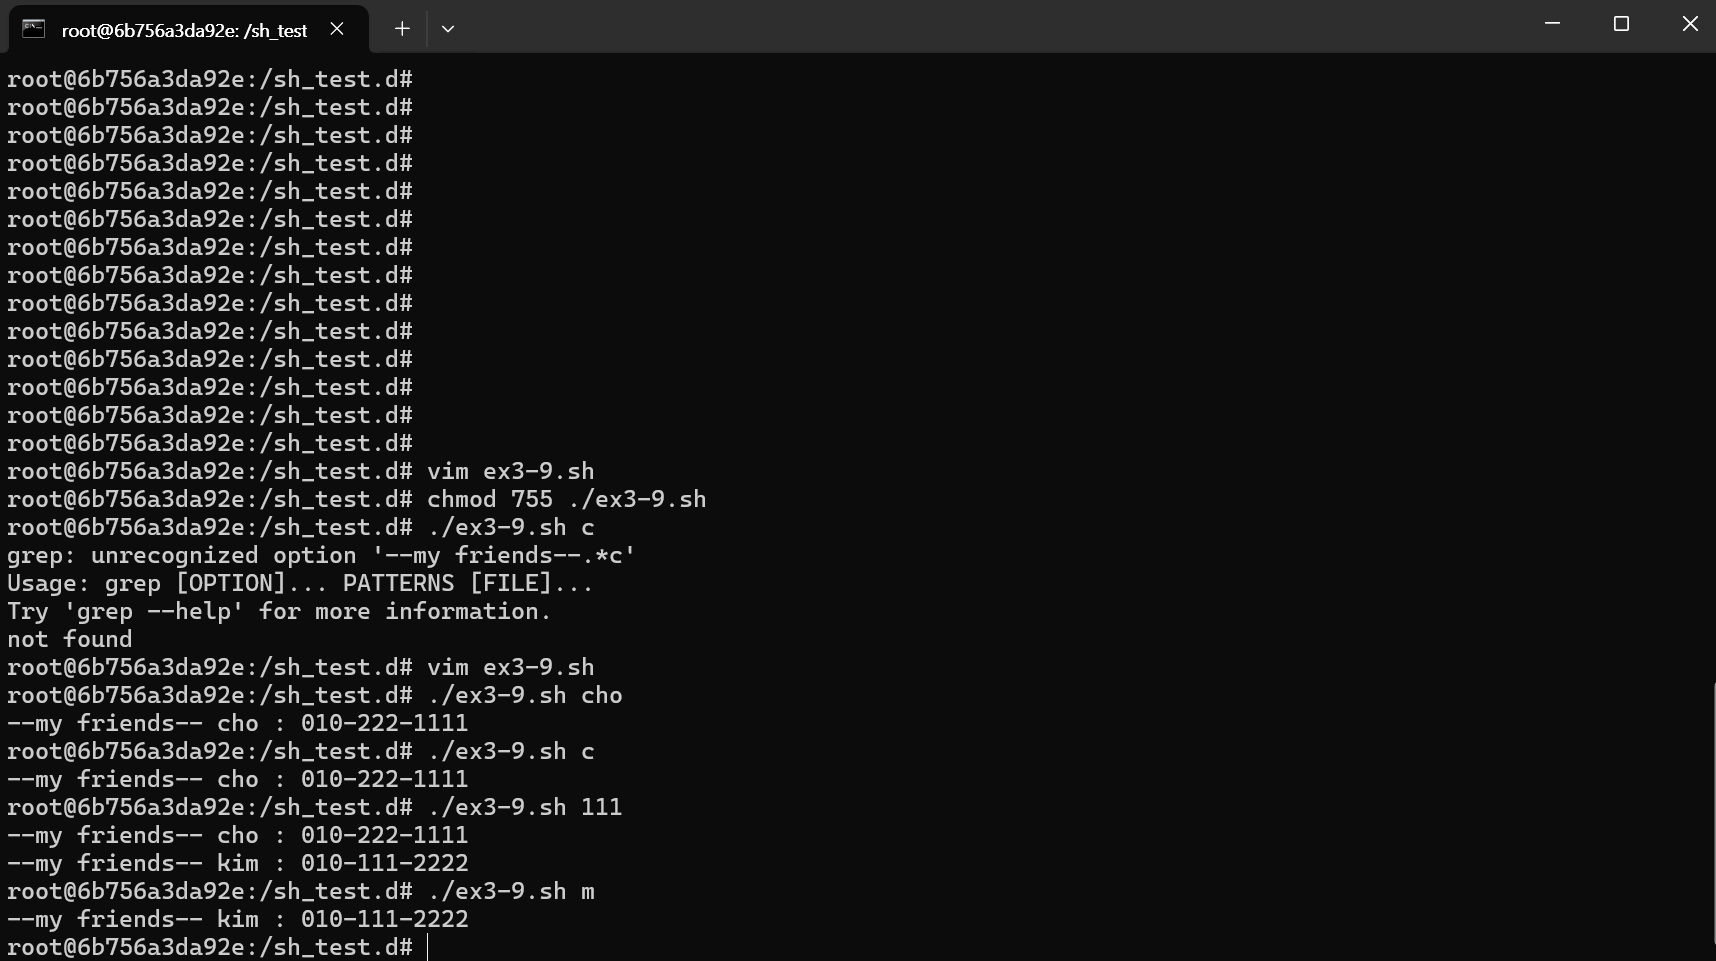 root@6b756a3da92e: /sh_test
root@6b756a3da92e:/sh_test.d#
root@6b756a3da92e:/sh_test.d#
root@6b756a3da92e:/sh_test.d#
root@6b756a3da92e:/sh_test.d#
root@6b756a3da92e:/sh_test.d#
root@6b756a3da92e:/sh_test.d#
root@6b756a3da92e:/sh_test.d#
root@6b756a3da92e:/sh_test.d#
root@6b756a3da92e:/sh_test.d#
root@6b756a3da92e:/sh_test.d#
root@6b756a3da92e:/sh_test.d#
root@6b756a3da92e:/sh_test.d#
root@6b756a3da92e:/sh_test.d#
root@6b756a3da92e:/sh_test.d#
root@6b756a3da92e:/sh_test.d# vim ex3-9.sh
root@6b756a3da92e:/sh_test.d# chmod 755 ./ex3-9.sh
root@6b756a3da92e:/sh_test.d# ./ex3-9.sh c
grep: unrecognized option '--my friends--.*c'
Usage: grep [OPTION]... PATTERNS [FILE]...
Try 'grep --help' for more information.
not found
root@6b756a3da92e:/sh_test.d# vim ex3-9.sh
root@6b756a3da92e:/sh_test.d# ./ex3-9.sh cho
--my friends-- cho : 010-222-1111
root@6b756a3da92e:/sh_test.d# ./ex3-9.sh c
--my friends-- cho : 010-222-1111
root@6b756a3da92e:/sh_test.d# ./ex3-9.sh 111
--my friends-- cho : 010-222-1111
--my friends-- kim : 010-111-2222
root@6b756a3da92e:/sh_test.d# ./ex3-9.sh m
--my friends-- kim : 010-111-2222
root@6b756a3da92e:/sh_test.d#